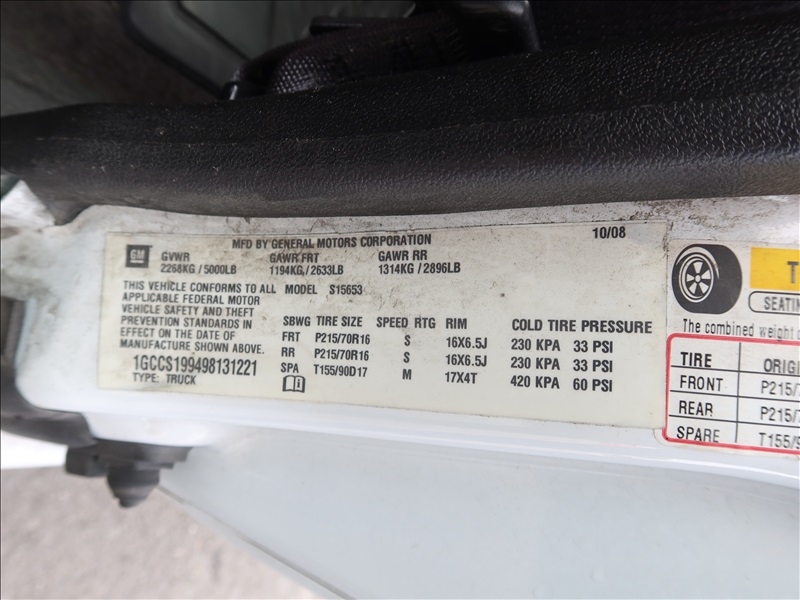 MFD BY GENERAL MOTORS CORPORATION 10/08
GM
GVWR GAWR FRT GAWR RR
2268KG / 5000LB 1194KG / 2633LB 1314KG / 2896LB
THIS VEHICLE CONFORMS TO ALL MODEL S15653
APPLICABLE FEDERAL MOTOR
VEHICLE SAFETY AND THEFT
PREVENTION STANDARDS IN
EFFECT ON THE DATE OF
MANUFACTURE SHOWN ABOVE.
1GCCS199498131221
TYPE: TRUCK
SBWG TIRE SIZE SPEED RTG RIM COLD TIRE PRESSURE
FRT P215/70R16 S 16X6.5J 230 KPA 33 PSI
RR P215/70R16 S 16X6.5J 230 KPA 33 PSI
SPA T155/90D17 M 17X4T 420 KPA 60 PSI
T
SEATIN
The combined weight o
TIRE ORIGI
FRONT P215/7
REAR P215/7
SPARE T155/9